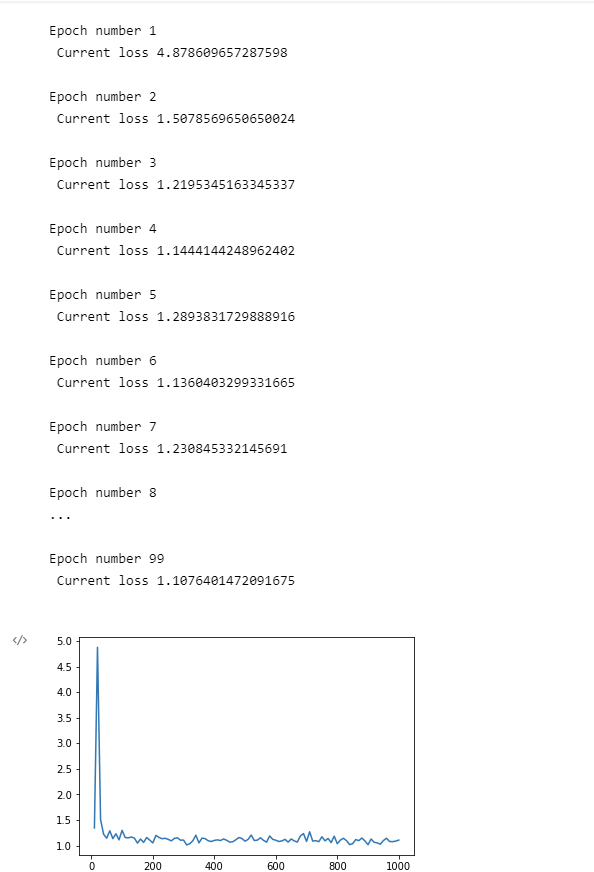 Epoch number 1
Current loss 4.878609657287598
Epoch number 2
Current loss 1.5078569650650024
Epoch number 3
Current loss 1.2195345163345337
Epoch number 4
Current loss 1.1444144248962402
Epoch number 5
Current loss 1.2893831729888916
Epoch number 6
Current loss 1.1360403299331665
Epoch number 7
Current loss 1.230845332145691
Epoch number 8
...
Epoch number 99
Current loss 1.1076401472091675
</>
5.0
4.5
4.0
3.5
3.0
2.5
2.0
1.5
1.0
0 200 400 600 800 1000